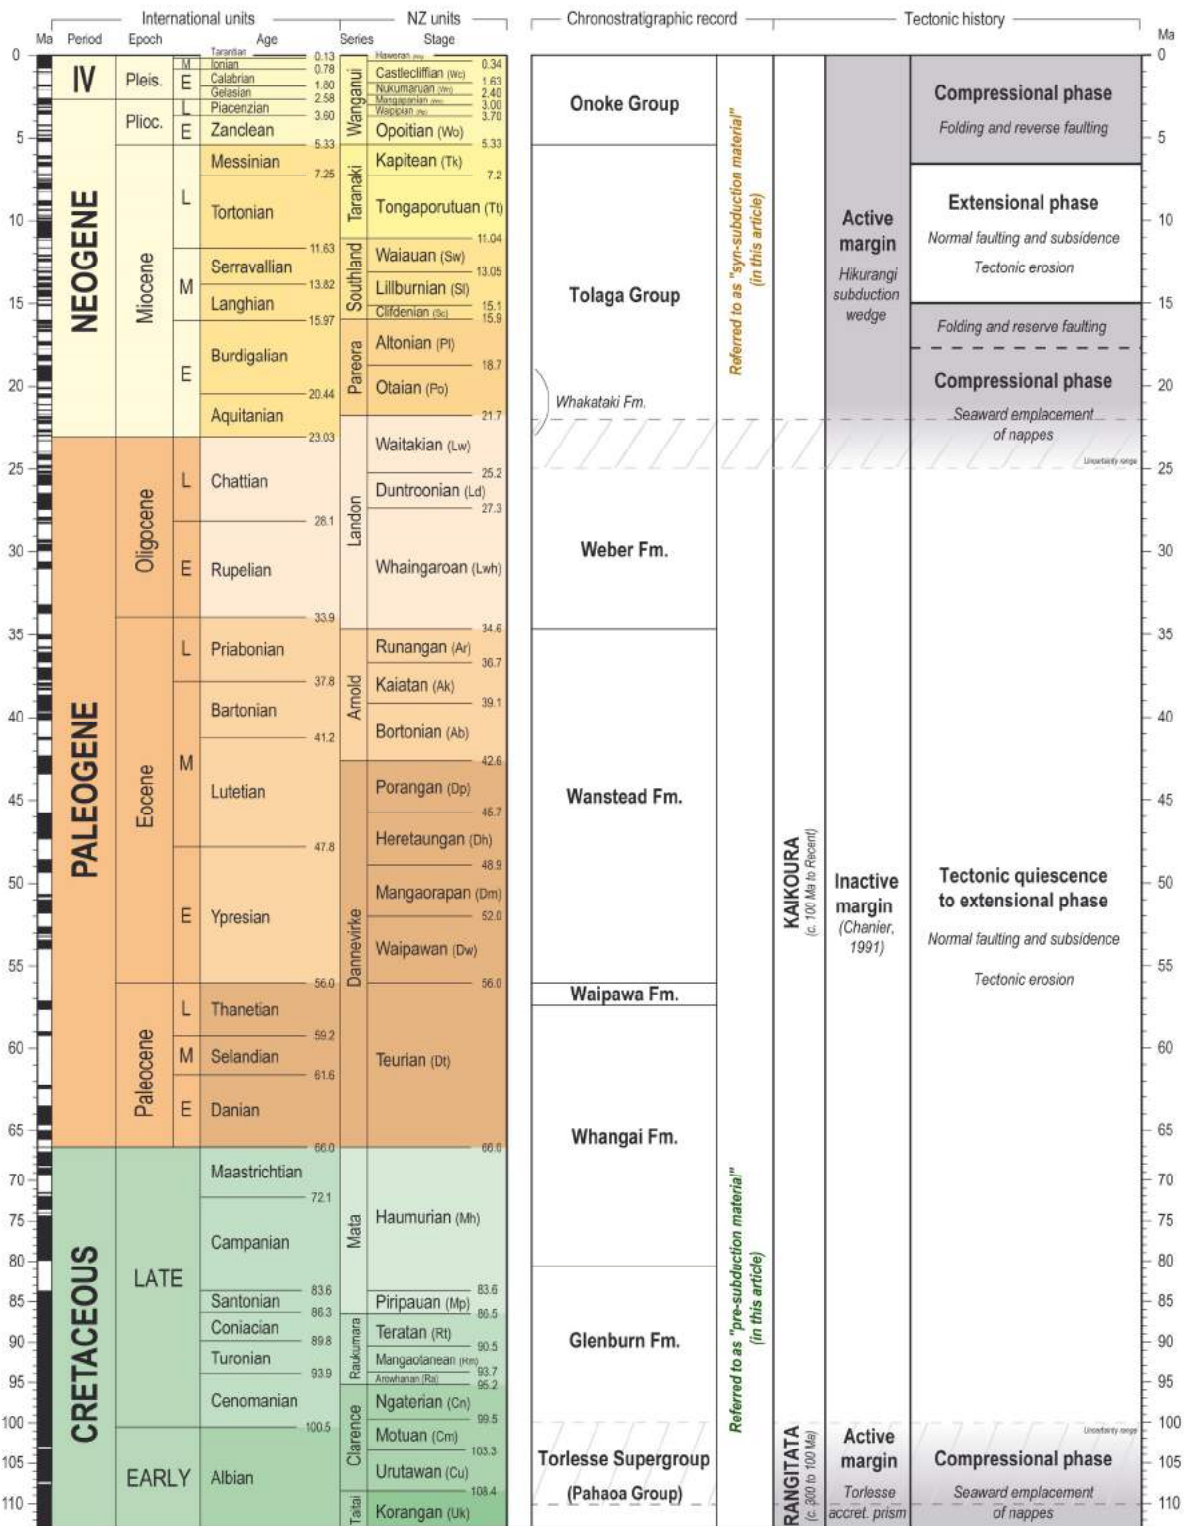 International units
NZ units
Chronostratigraphic record
Tectonic history
Ma
Period
Epoch
Age
Series
Stage
Ma
0
5
10
15
20
25
30
35
40
45
50
55
60
65
70
75
80
85
90
95
100
105
110
IV
NEOGENE
PALEOGENE
CRETACEOUS
Pleis.
Plioc.
Miocene
Oligocene
Eocene
Paleocene
LATE
EARLY
M
E
L
E
L
M
E
L
E
L
M
E
L
M
E
Tarantian
0.13
Ionian
0.78
Calabrian
1.80
Gelasian
2.58
Piacenzian
3.60
Zanclean
5.33
Messinian
7.25
Tortonian
11.63
Serravallian
13.82
Langhian
15.97
Burdigalian
20.44
Aquitanian
23.03
Chattian
28.1
Rupelian
33.9
Priabonian
37.8
Bartonian
41.2
Lutetian
47.8
Ypresian
56.0
Thanetian
59.2
Selandian
61.6
Danian
66.0
Maastrichtian
72.1
Campanian
83.6
Santonian
86.3
Coniacian
89.8
Turonian
93.9
Cenomanian
100.5
Albian
Wanganui
Taranaki
Southland
Pareora
Landon
Arnold
Dannevirke
Mata
Raukumara
Clarence
Taitai
Haweran
0.34
Castlecliffian (Wc)
1.63
Nukumaruan (Wn)
2.40
Mangapanian
3.00
Waipipian
3.70
Opoitian (Wo)
5.33
Kapitean (Tk)
7.2
Tongaporutuan (Tt)
11.04
Waiauan (Sw)
13.05
Lillburnian (Sl)
15.1
Clifdenian (Sc)
15.9
Altonian (Pl)
18.7
Otaian (Po)
21.7
Waitakian (Lw)
25.2
Duntroonian (Ld)
27.3
Whaingaroan (Lwh)
34.6
Runangan (Ar)
36.7
Kaiatan (Ak)
39.1
Bortonian (Ab)
42.6
Porangan (Dp)
46.7
Heretaungan (Dh)
48.9
Mangaorapan (Dm)
52.0
Waipawan (Dw)
56.0
Teurian (Dt)
66.0
Haumurian (Mh)
83.6
Piripauan (Mp)
86.5
Teratan (Rt)
90.5
Mangaotanean (Rm)
93.7
Arowhanan (Ra)
95.2
Ngaterian (Cn)
99.5
Motuan (Cm)
103.3
Urutawan (Cu)
108.4
Korangan (Uk)
Onoke Group
Tolaga Group
Whakataki Fm.
Weber Fm.
Wanstead Fm.
Waipawa Fm.
Whangai Fm.
Glenburn Fm.
Torlesse Supergroup
(Pahaoa Group)
Referred to as "syn-subduction material"
(in this article)
Referred to as "pre-subduction material"
(in this article)
KAIKOURA
(c. 100 Ma to Recent)
RANGITATA
(c. 300 to 100 Ma)
Active
margin
Hikurangi
subduction
wedge
Inactive
margin
(Chanier,
1991)
Active
margin
Torlesse
accret. prism
Compressional phase
Folding and reverse faulting
Extensional phase
Normal faulting and subsidence
Tectonic erosion
Folding and reserve faulting
Compressional phase
Seaward emplacement
of nappes
Uncertainty range
Tectonic quiescence
to extensional phase
Normal faulting and subsidence
Tectonic erosion
Uncertainty range
Compressional phase
Seaward emplacement
of nappes
0
5
10
15
20
25
30
35
40
45
50
55
60
65
70
75
80
85
90
95
100
105
110